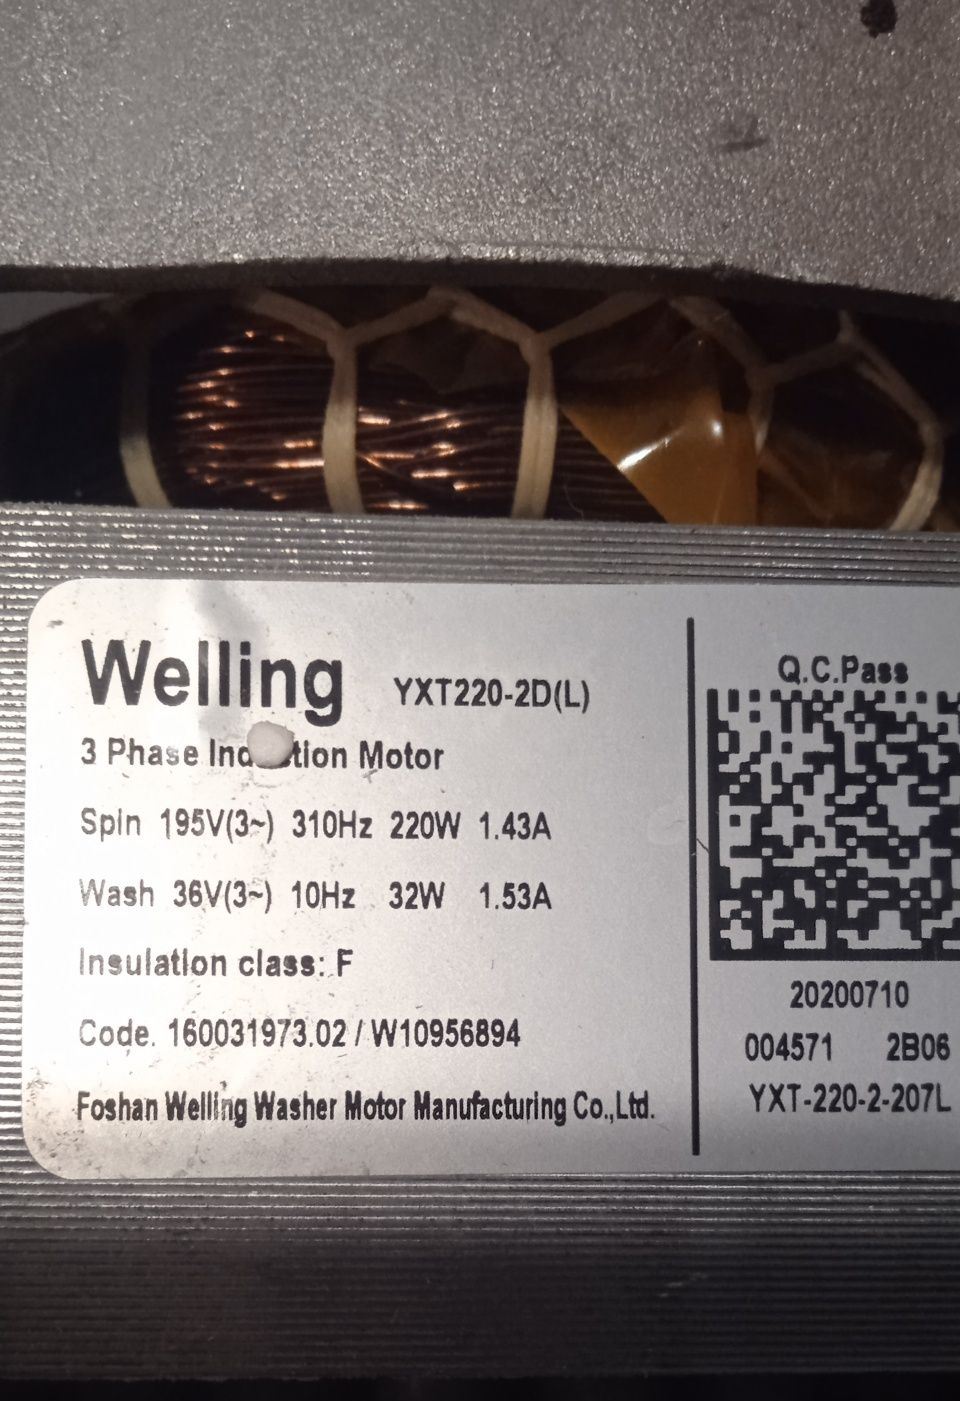 Welling YXT220-2D(L)
3 Phase Induction Motor
Spin 195V(3~) 310Hz 220W 1.43A
Wash 36V(3~) 10Hz 32W 1.53A
Insulation class: F
Code. 160031973.02 / W10956894
Foshan Welling Washer Motor Manufacturing Co.,Ltd.
Q.C.Pass
20200710
004571 2B06
YXT-220-2-207L